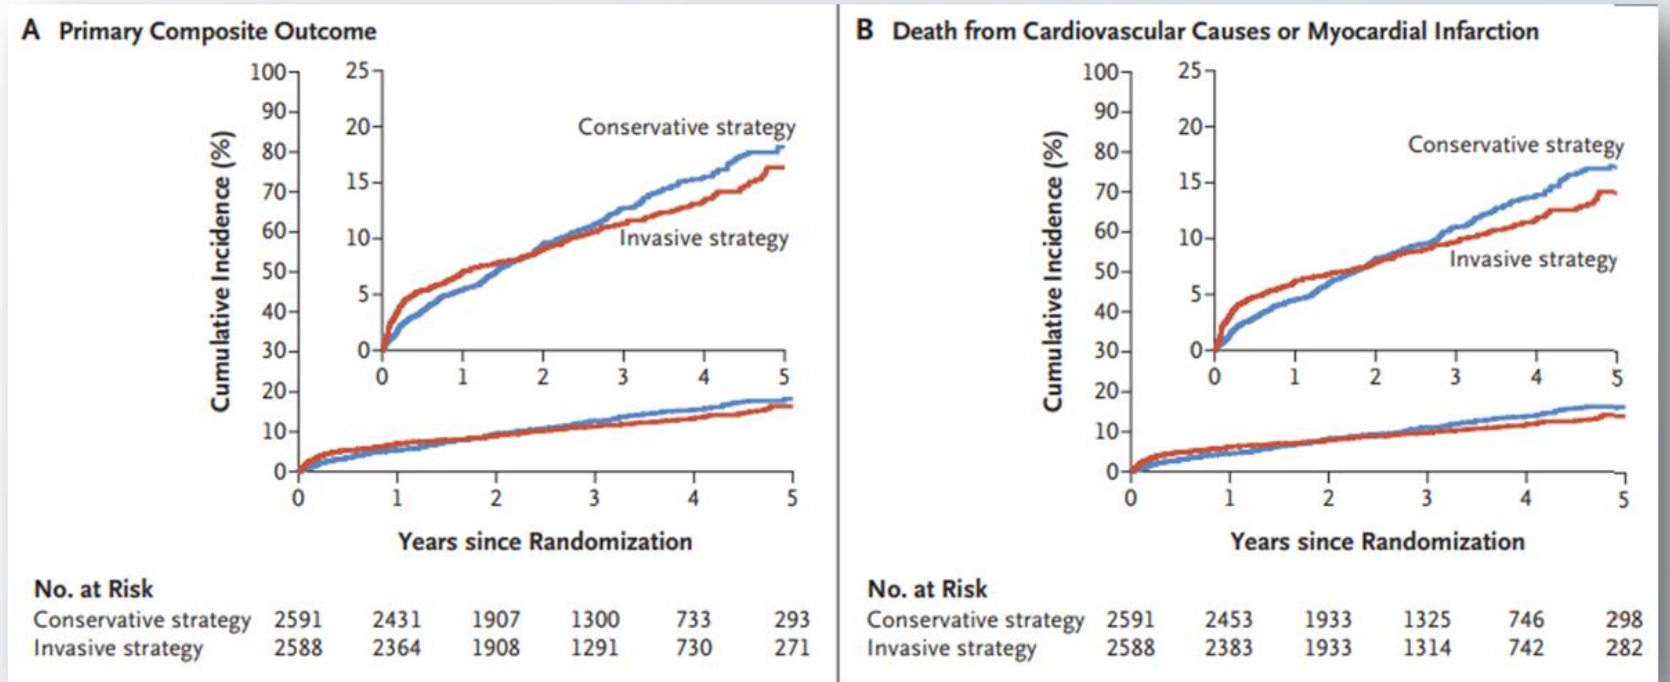 A Primary Composite Outcome
Cumulative Incidence (%)
100
90
80
70
60
50
40
30
20
10
0
25
20
15
10
5
0
Conservative strategy
Invasive strategy
0 1 2 3 4 5
0 1 2 3 4 5
Years since Randomization
No. at Risk
Conservative strategy 2591 2431 1907 1300 733 293
Invasive strategy 2588 2364 1908 1291 730 271
B Death from Cardiovascular Causes or Myocardial Infarction
Cumulative Incidence (%)
100
90
80
70
60
50
40
30
20
10
0
25
20
15
10
5
0
Conservative strategy
Invasive strategy
0 1 2 3 4 5
0 1 2 3 4 5
Years since Randomization
No. at Risk
Conservative strategy 2591 2453 1933 1325 746 298
Invasive strategy 2588 2383 1933 1314 742 282